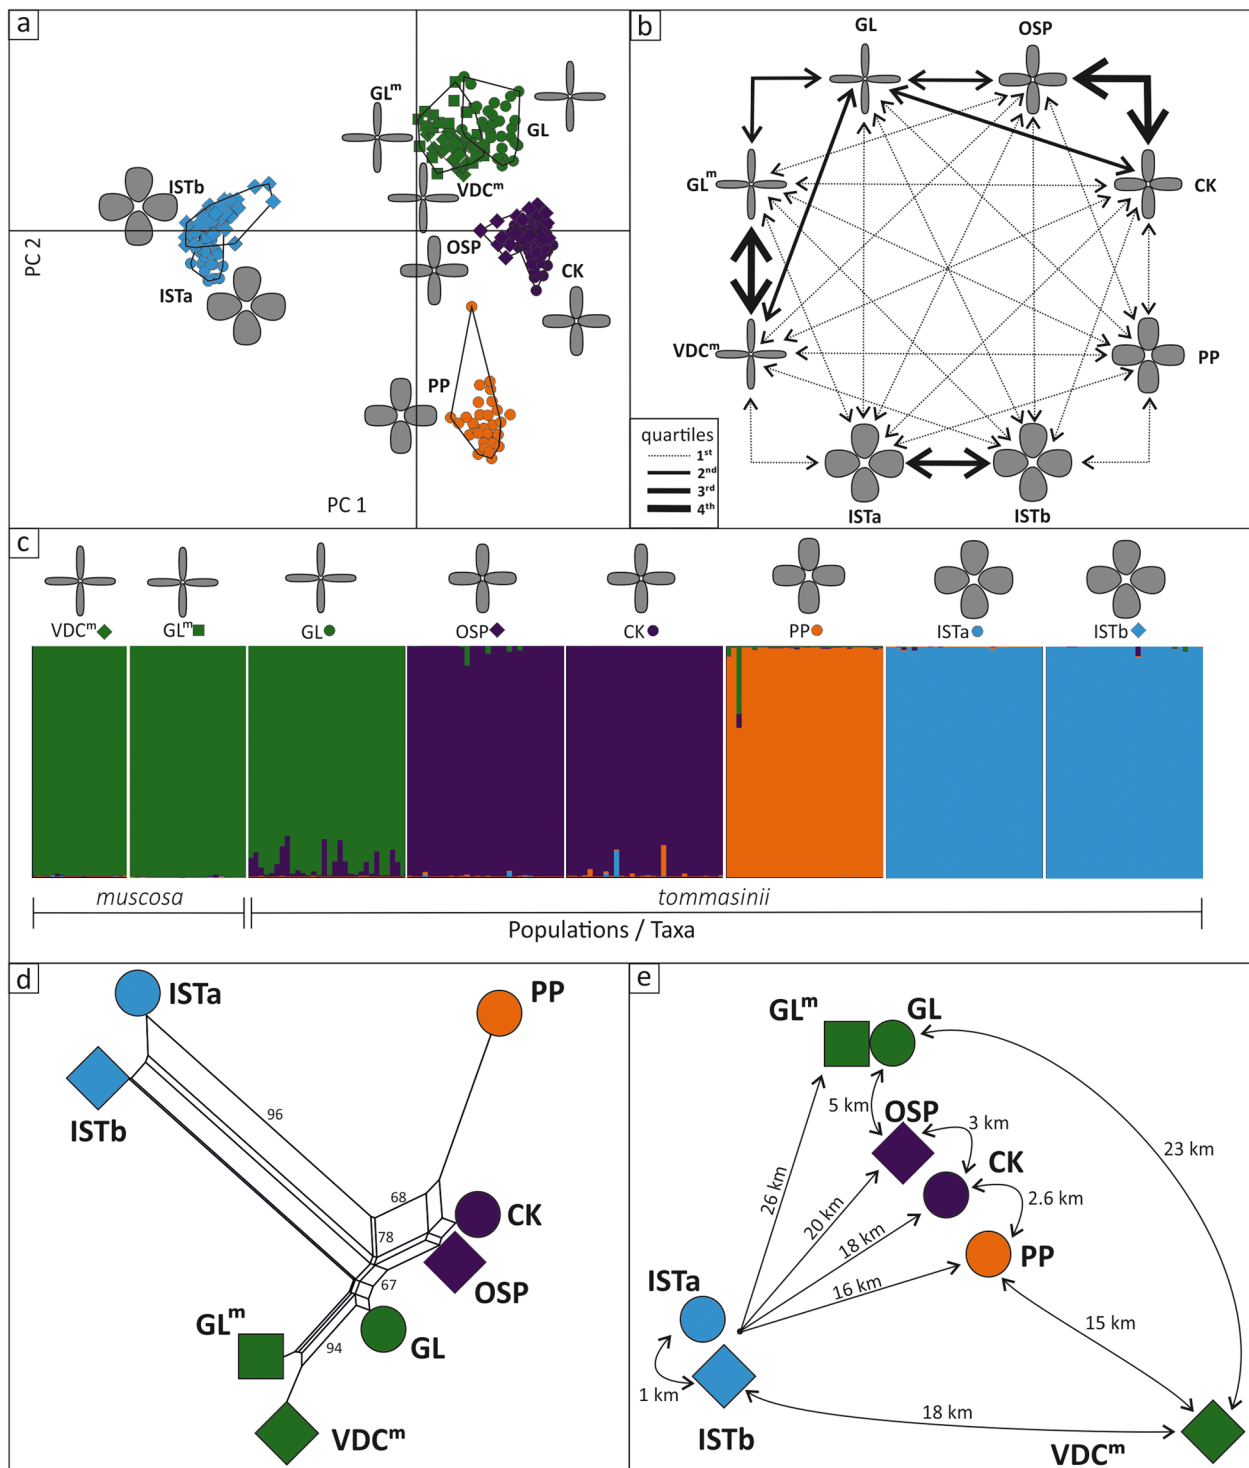 a
GLᵐ
GL
VDCᵐ
ISTb
ISTa
OSP
CK
PP
PC 2
PC 1
b
GL
OSP
GLᵐ
CK
VDCᵐ
PP
ISTa
ISTb
quartiles
1ˢᵗ
2ⁿᵈ
3ʳᵈ
4ᵗʰ
c
VDCᵐ GLᵐ GL OSP CK PP ISTa ISTb
muscosa tommasinii
Populations / Taxa
d
ISTa
PP
ISTb
96
68
CK
78
OSP
67
GLᵐ
GL
94
VDCᵐ
e
GLᵐ GL
5 km
OSP
3 km
CK
23 km
26 km
20 km
2.6 km
18 km
PP
ISTa
16 km
15 km
1 km
18 km
ISTb
VDCᵐ